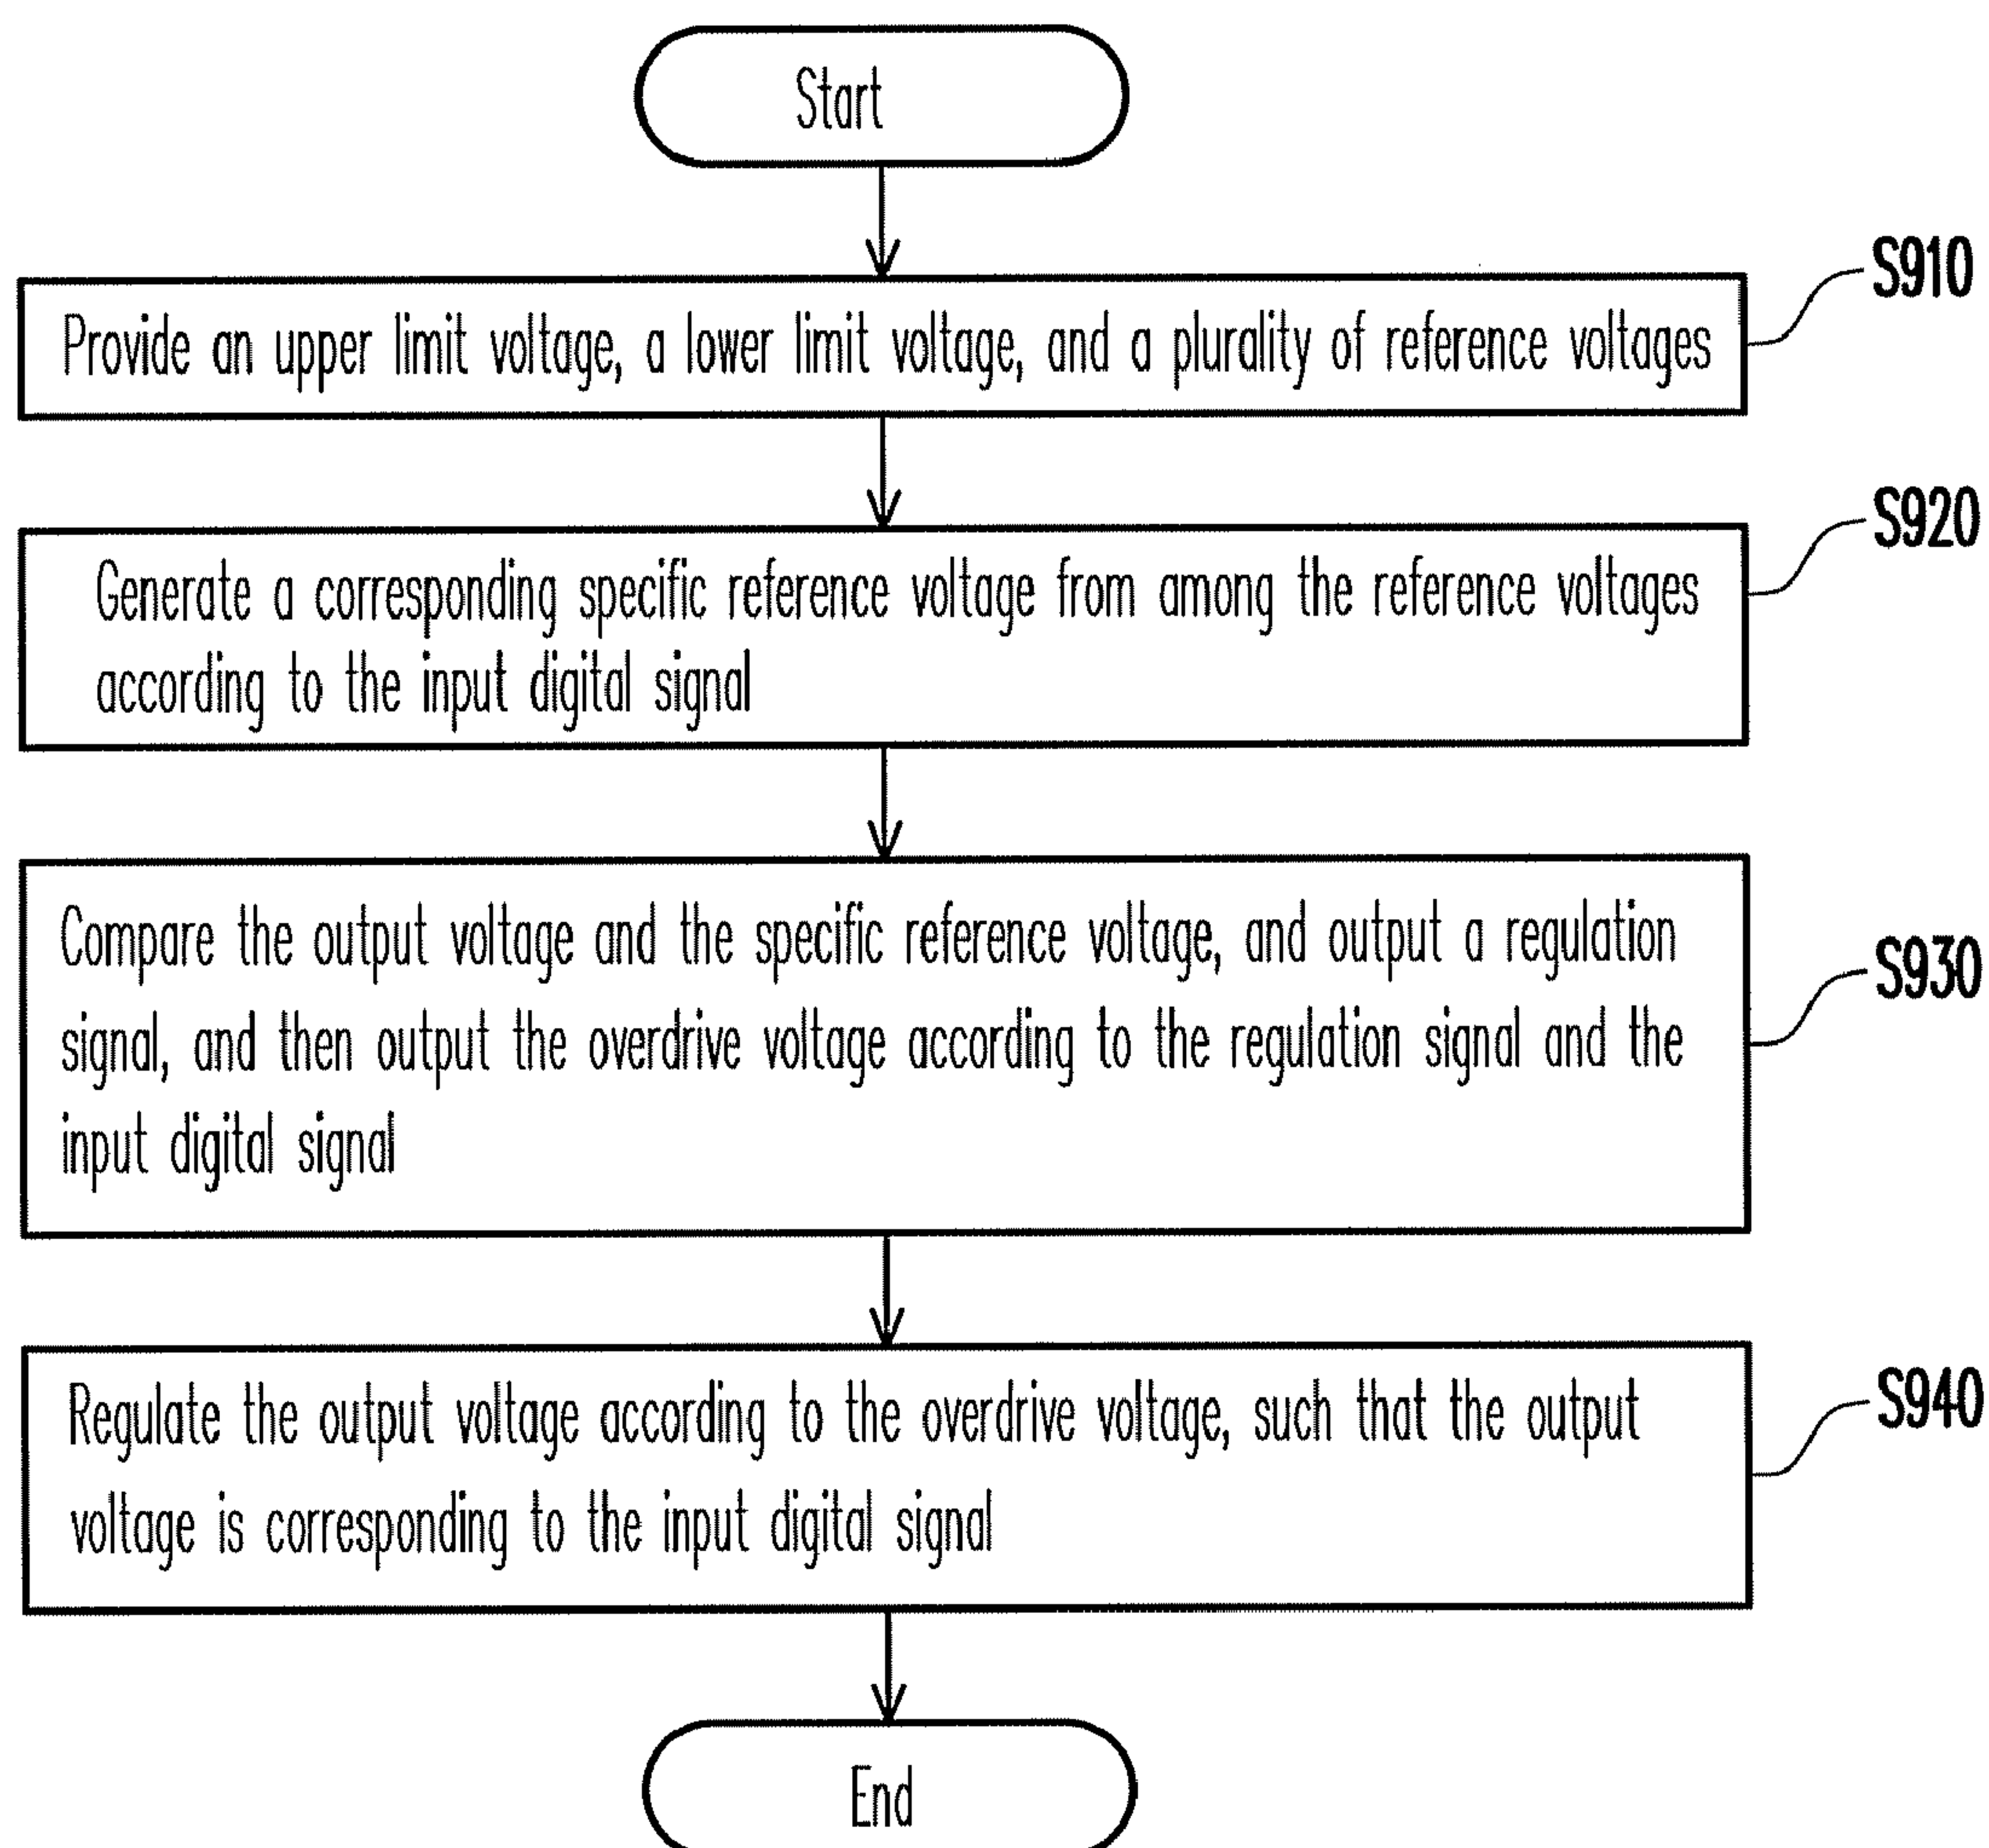 Start
S910
Provide an upper limit voltage, a lower limit voltage, and a plurality of reference voltages
S920
Generate a corresponding specific reference voltage from among the reference voltages
according to the input digital signal
S930
Compare the output voltage and the specific reference voltage, and output a regulation
signal, and then output the overdrive voltage according to the regulation signal and the
input digital signal
S940
Regulate the output voltage according to the overdrive voltage, such that the output
voltage is corresponding to the input digital signal
End